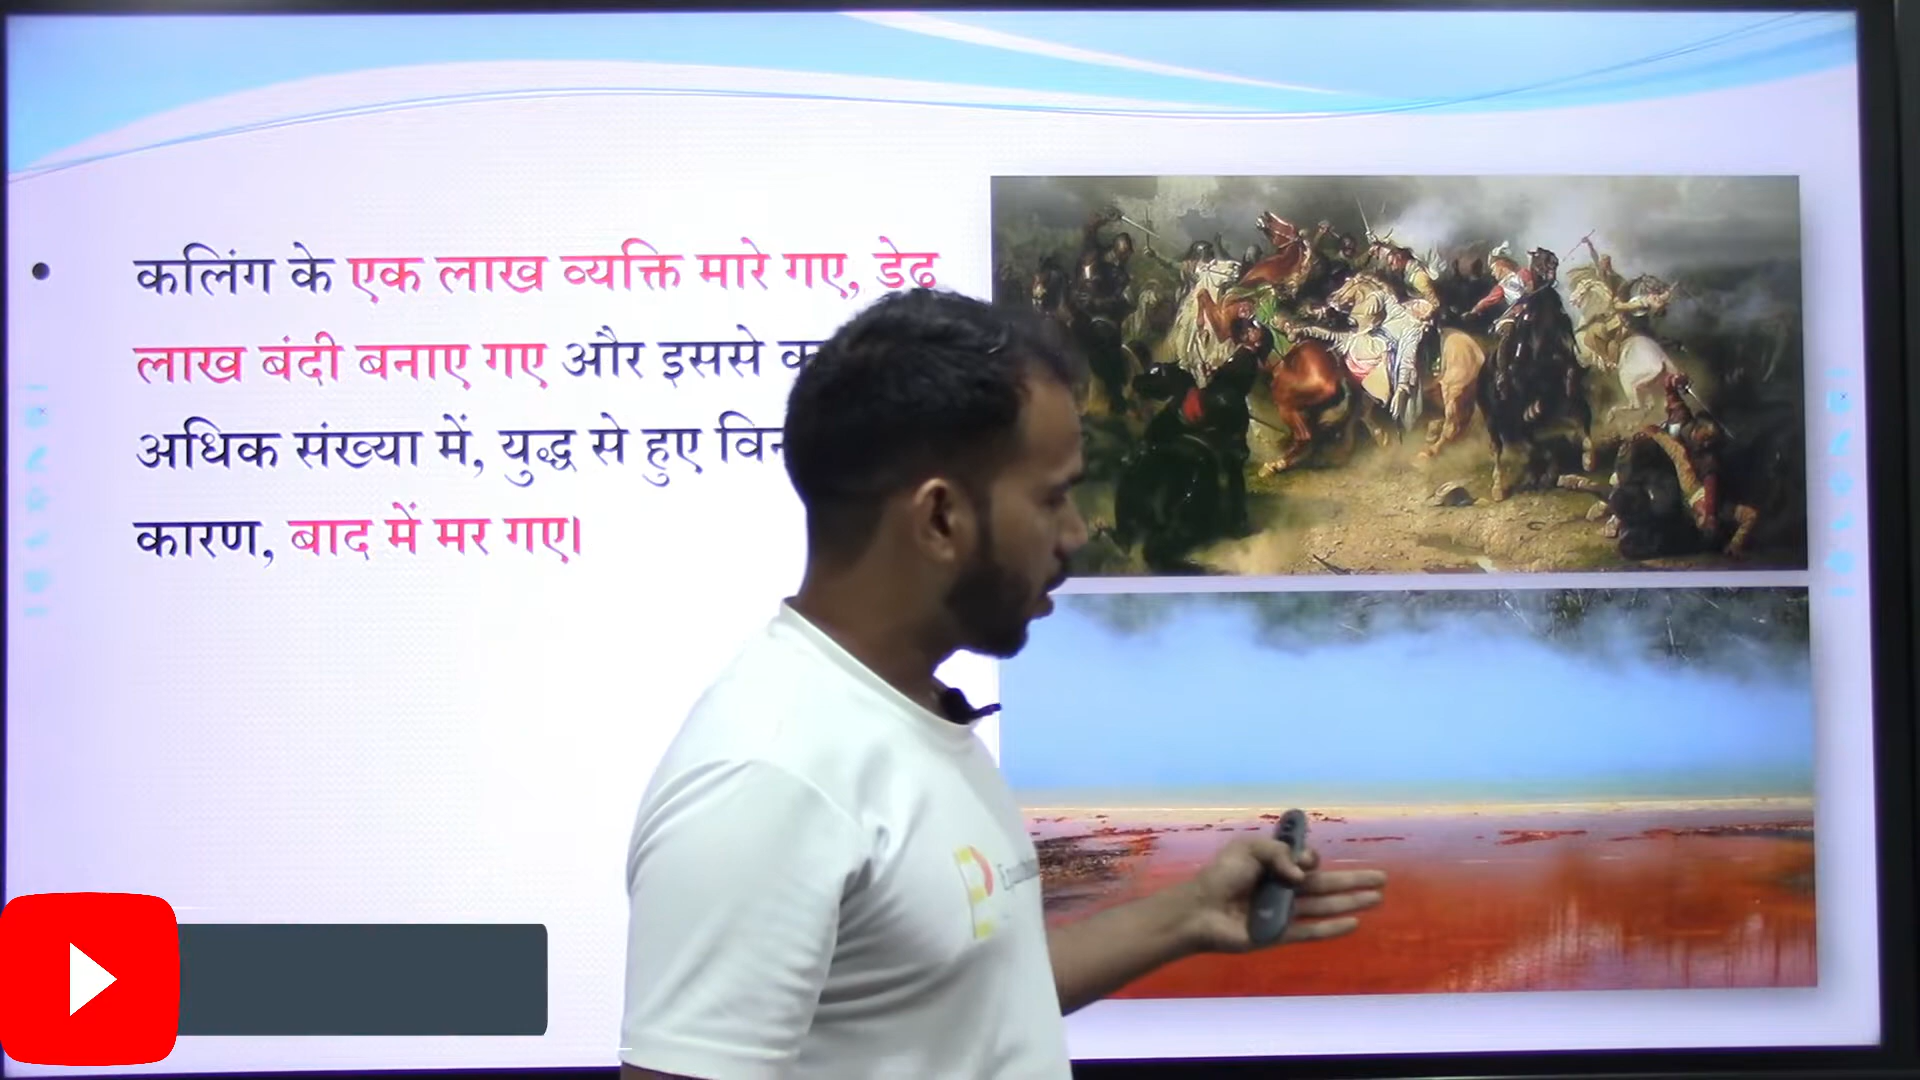 • कलिंग के एक लाख व्यक्ति मारे गए, डेढ़
लाख बंदी बनाए गए और इससे
अधिक संख्या में, युद्ध से हुए
कारण, बाद में मर गए।